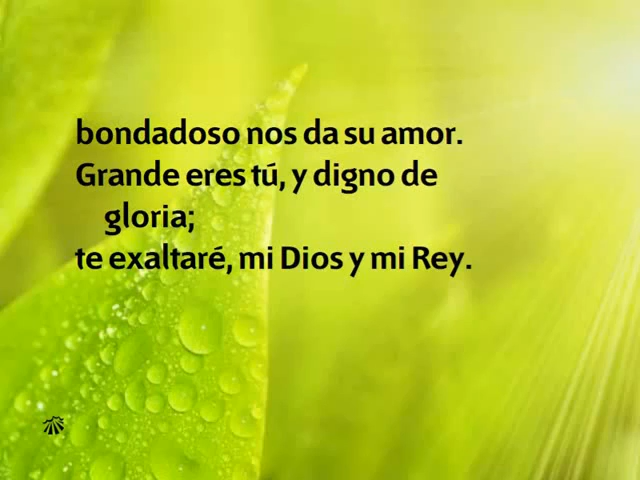 bondadoso nos da su amor.
Grande eres tú, y digno de
gloria;
te exaltaré, mi Dios y mi Rey.